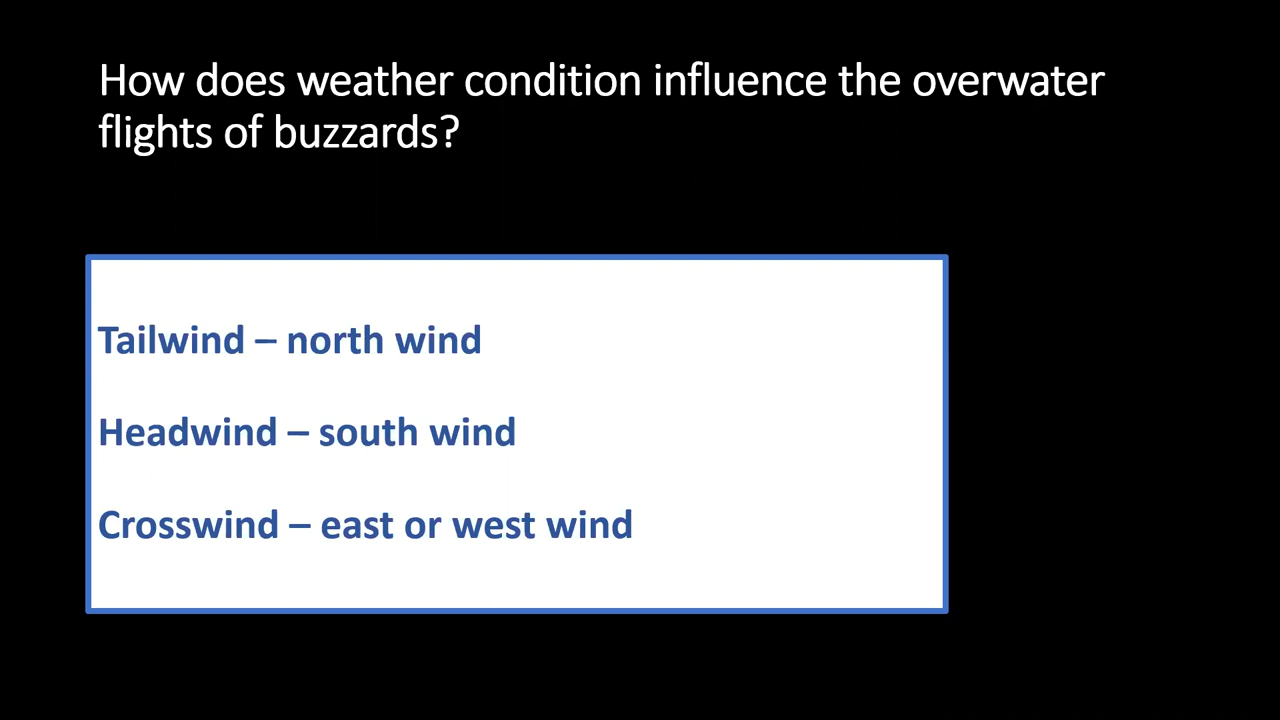 How does weather condition influence the overwater
flights of buzzards?
Tailwind – north wind
Headwind – south wind
Crosswind – east or west wind